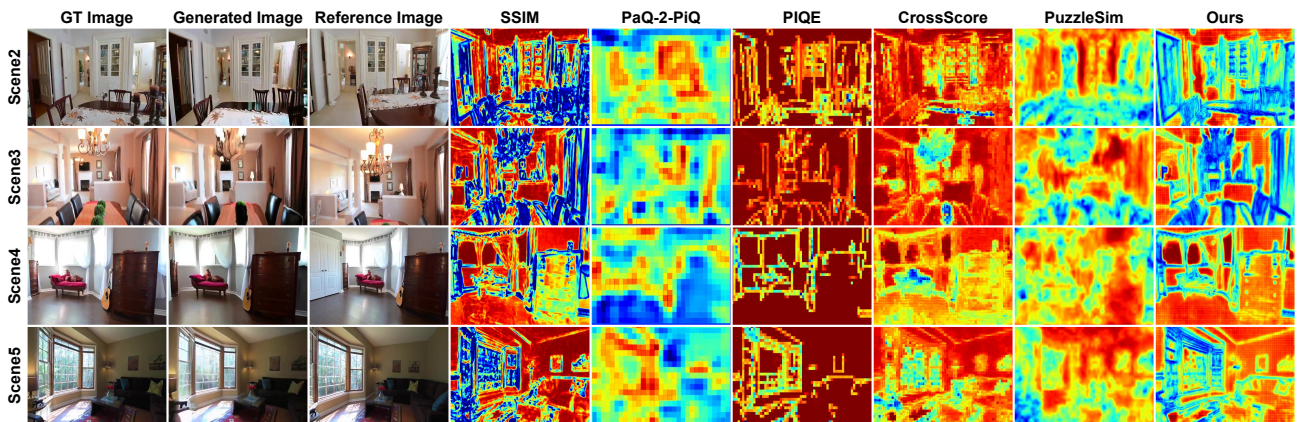 GT Image Generated Image Reference Image SSIM PaQ-2-PiQ PIQE CrossScore PuzzleSim Ours
Scene2
Scene3
Scene4
Scene5